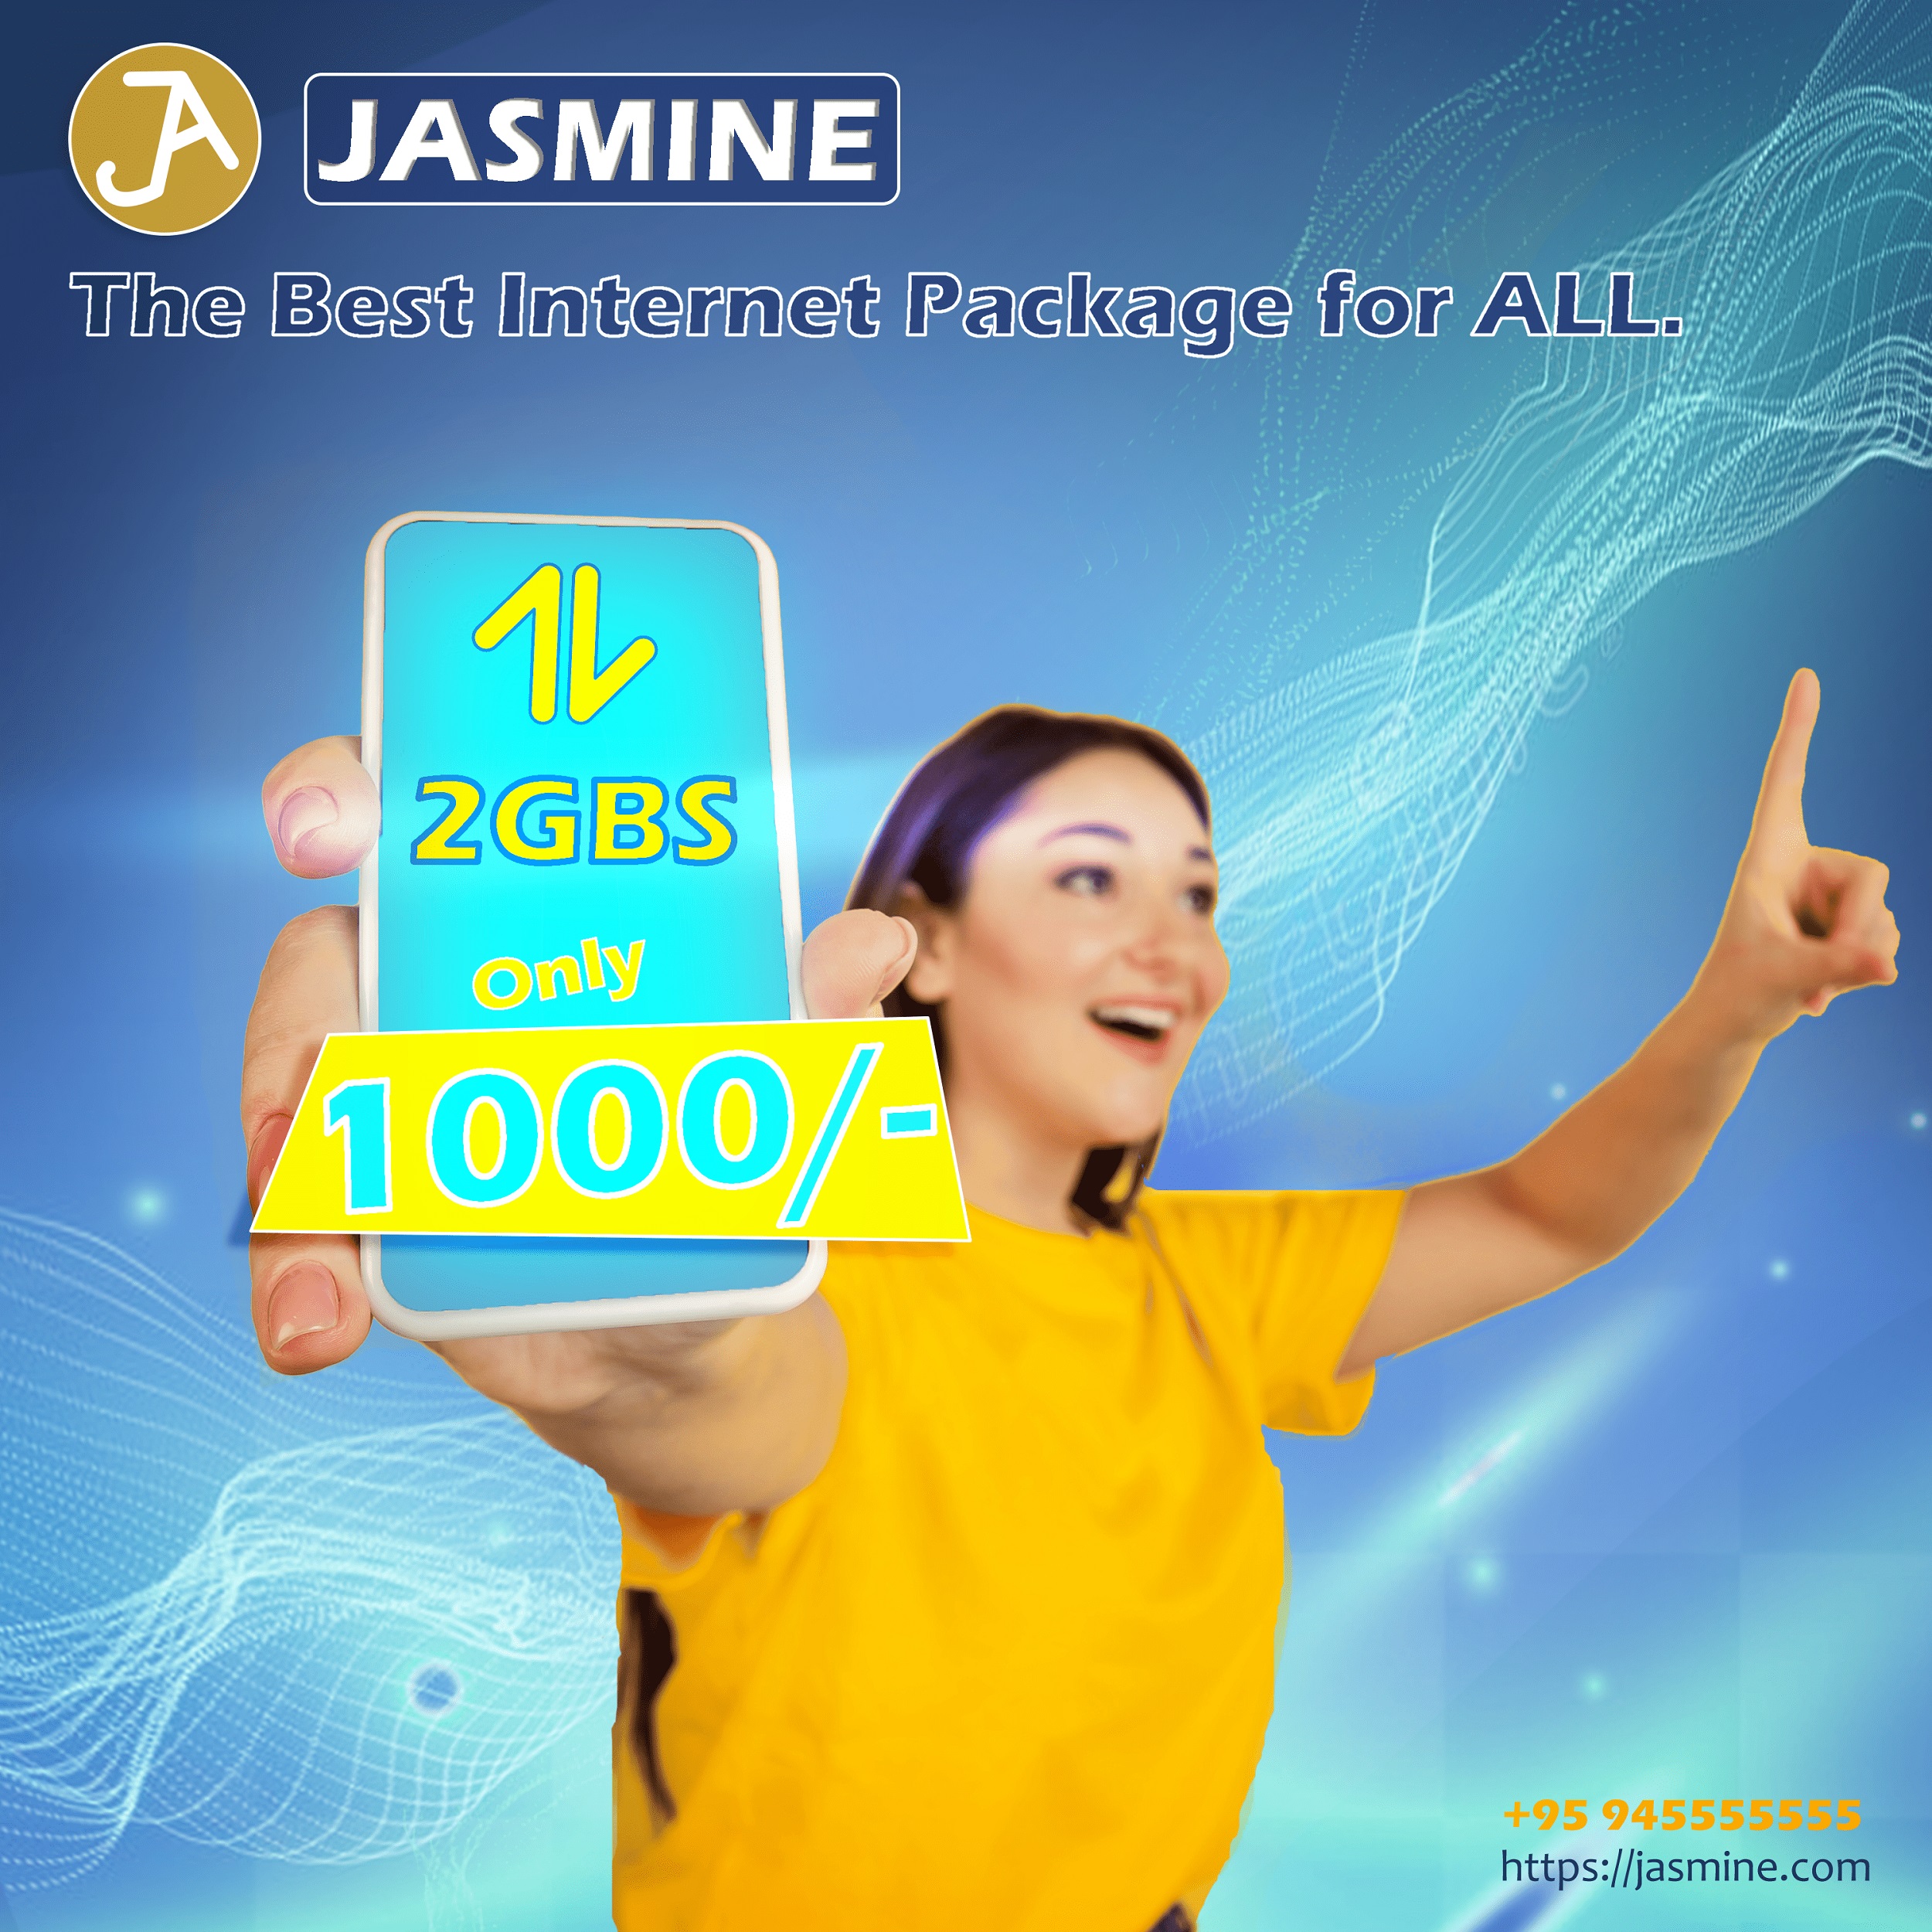 JA
JASMINE
The Best Internet Package for ALL.
2GBS
Only
1000/-
+95 945555555
https://jasmine.com